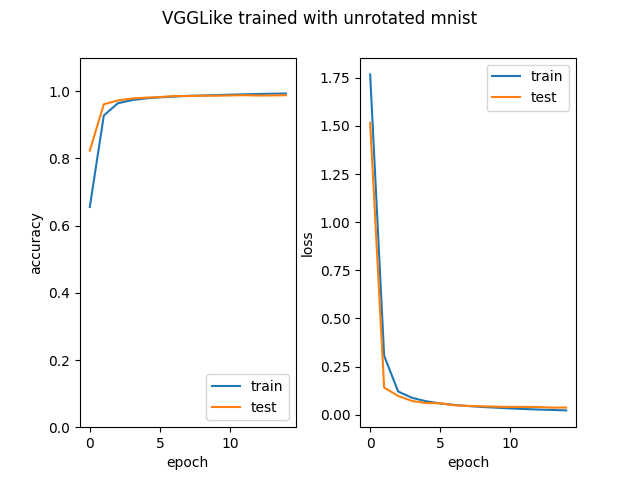 VGGLike trained with unrotated mnist
1.0
0.8
0.6
0.4
0.2
0.0
accuracy
0
5
10
epoch
train
test
1.75
1.50
1.25
1.00
0.75
0.50
0.25
0.00
loss
0
5
10
epoch
train
test